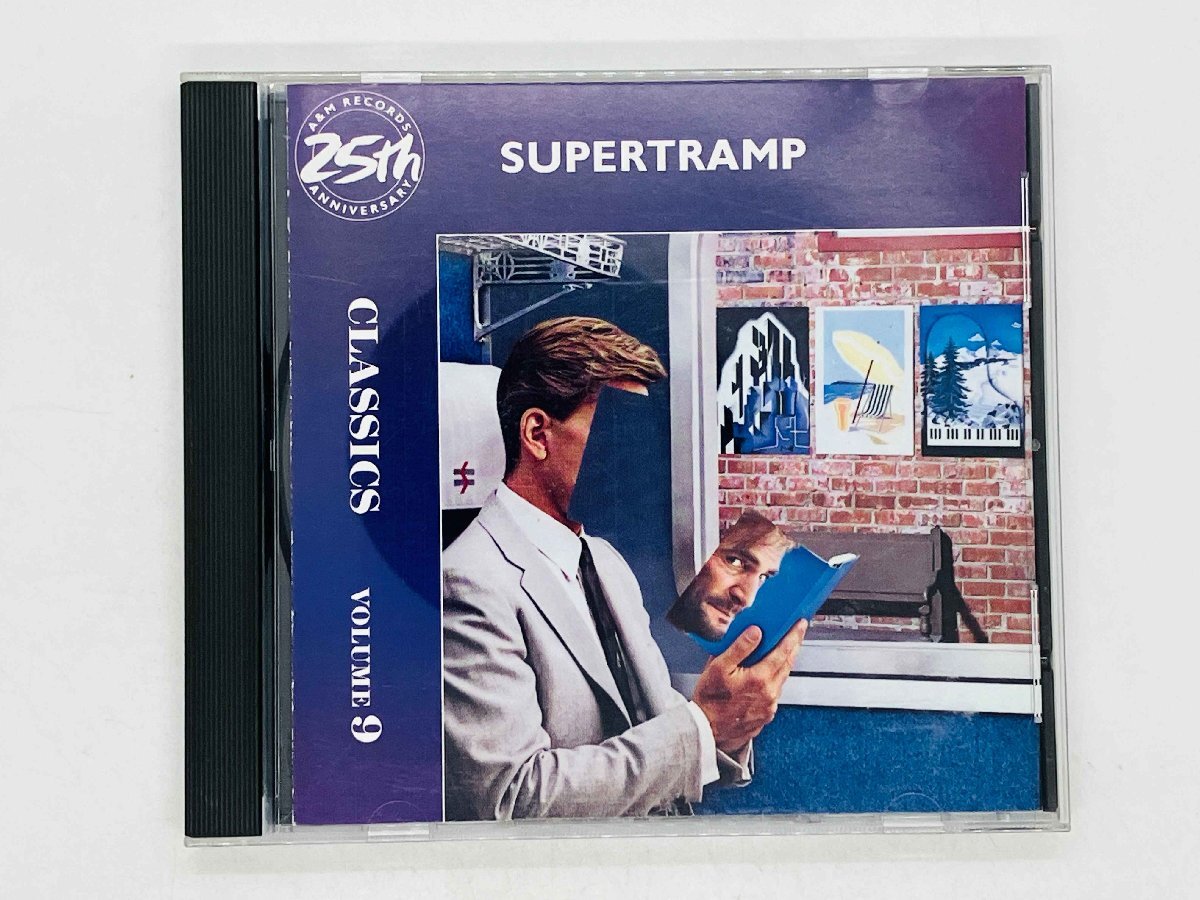 A&M RECORDS
25th
ANNIVERSARY
SUPERTRAMP
CLASSICS VOLUME 9